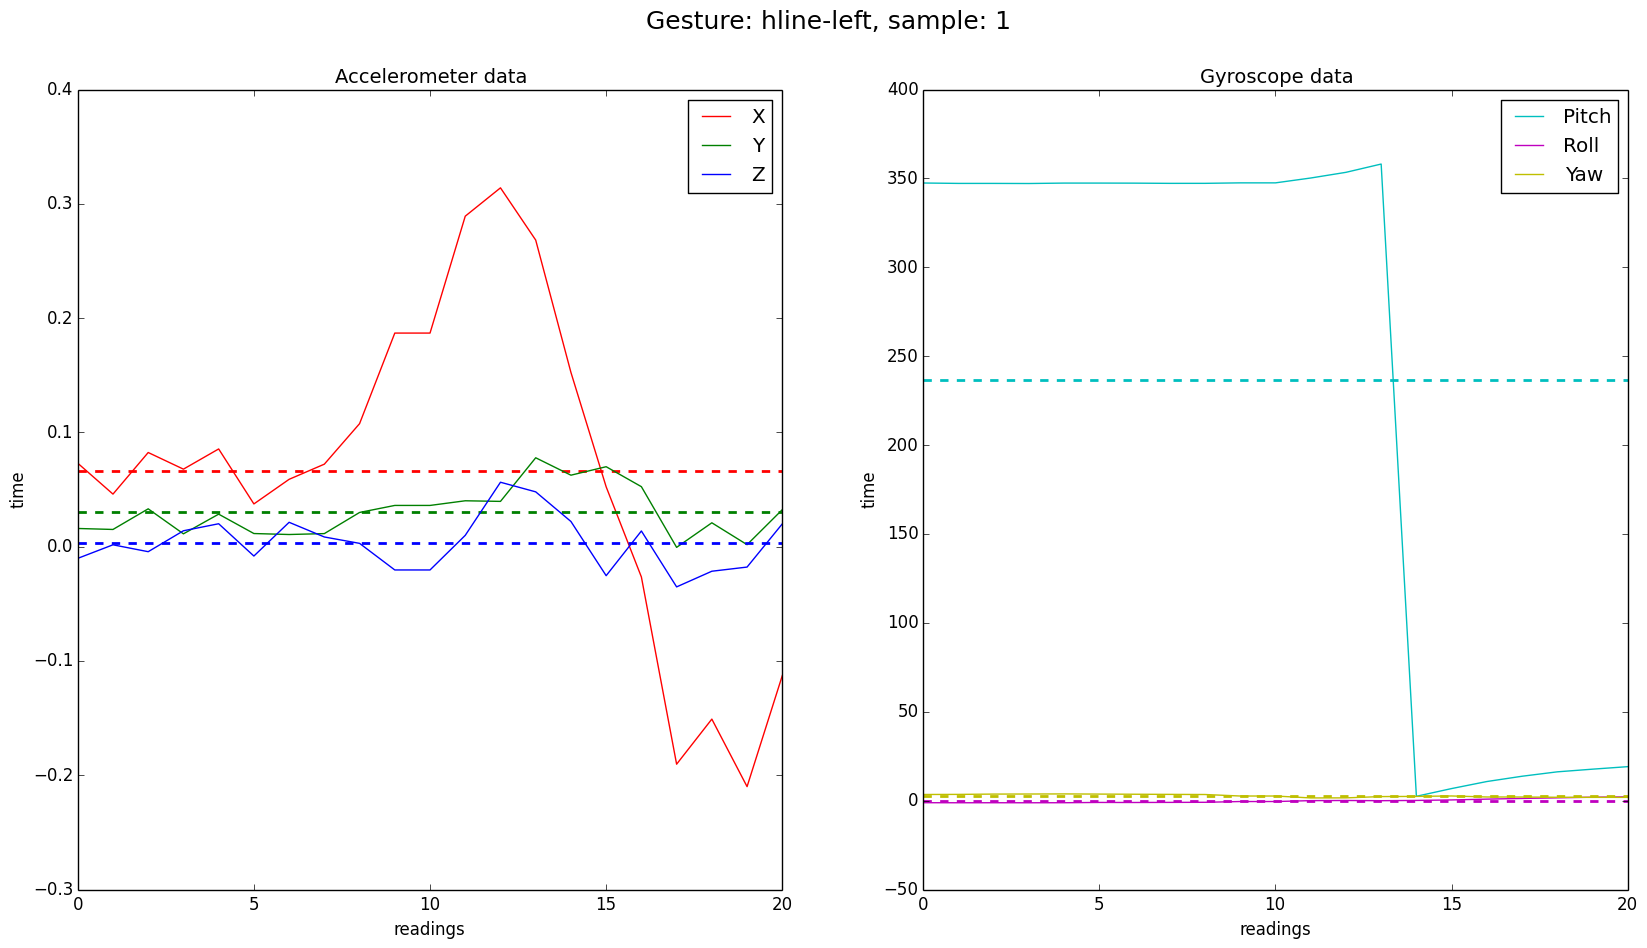 Gesture: hline-left, sample: 1
Accelerometer data
0.4
0.3
0.2
0.1
0.0
−0.1
−0.2
−0.3
time
0
5
10
15
20
readings
X
Y
Z
Gyroscope data
400
350
300
250
200
150
100
50
0
−50
time
0
5
10
15
20
readings
Pitch
Roll
Yaw